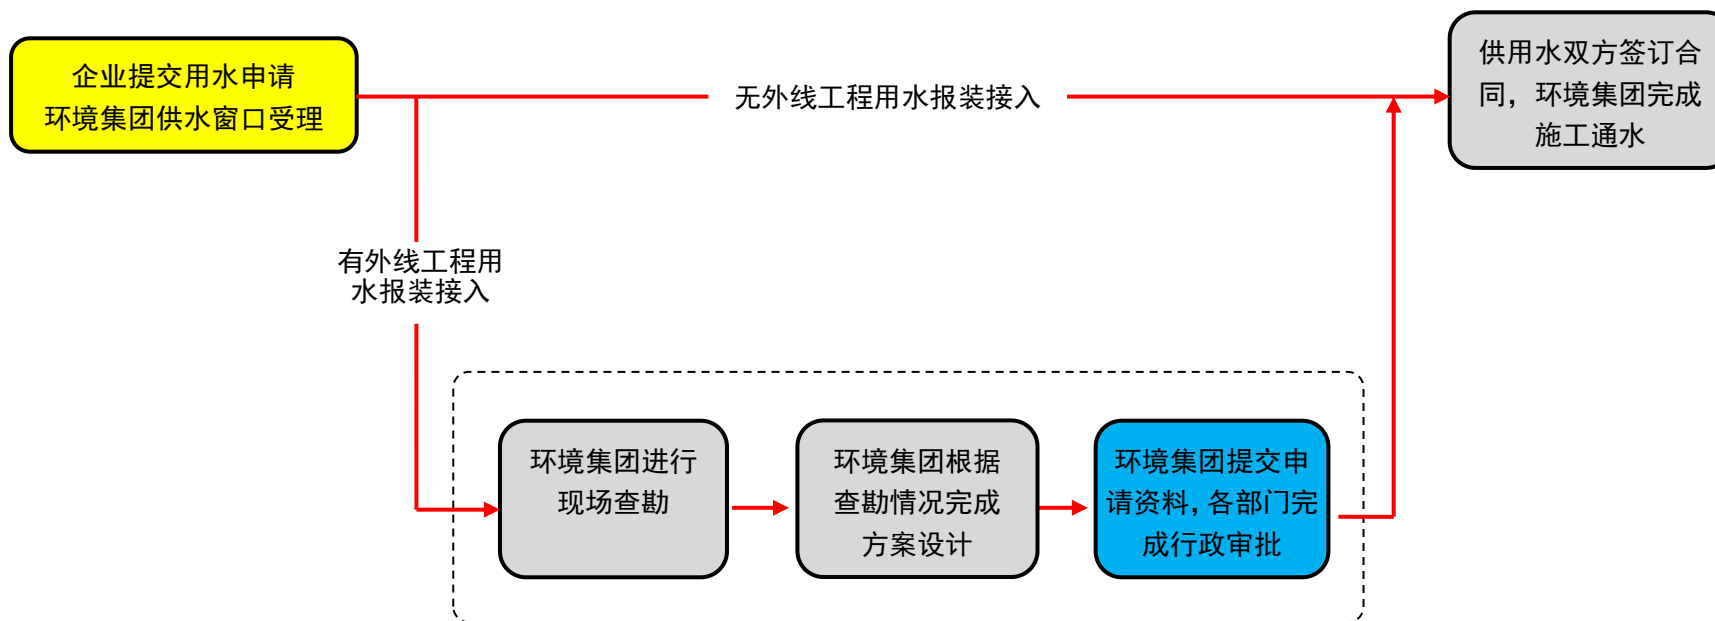 企业提交用水申请
环境集团供水窗口受理
无外线工程用水报装接入
供用水双方签订合
同，环境集团完成
施工通水
有外线工程用
水报装接入
环境集团进行
现场查勘
环境集团根据
查勘情况完成
方案设计
环境集团提交申
请资料，各部门完
成行政审批